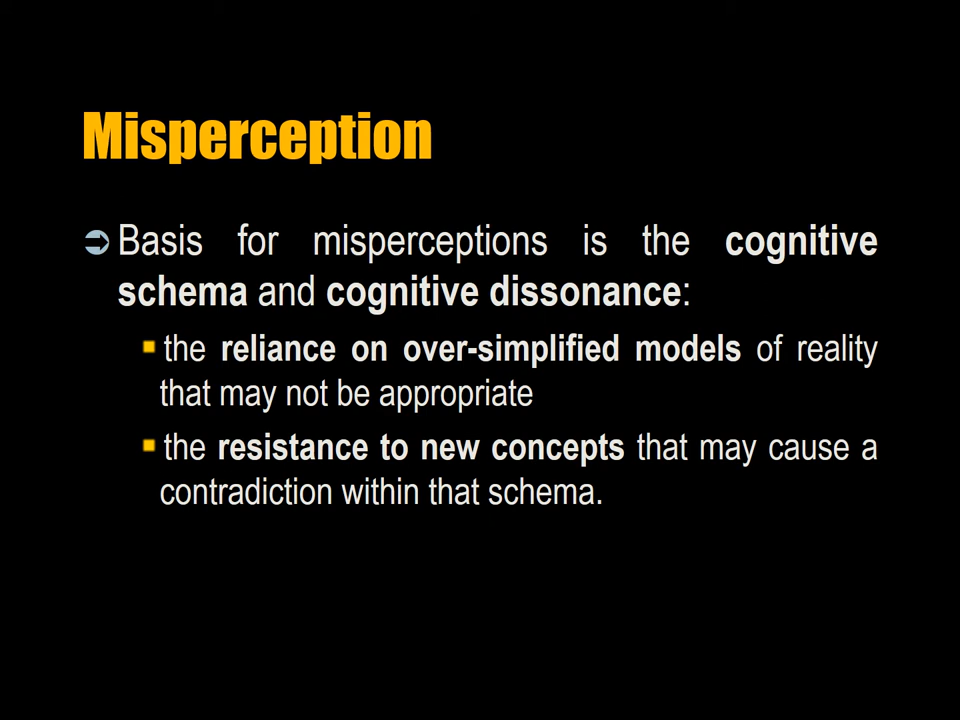 Misperception
Basis for misperceptions is the cognitive
schema and cognitive dissonance:
the reliance on over-simplified models of reality
that may not be appropriate
the resistance to new concepts that may cause a
contradiction within that schema.